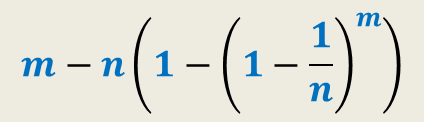 m − n(1 − (1 − 1/n)^m)